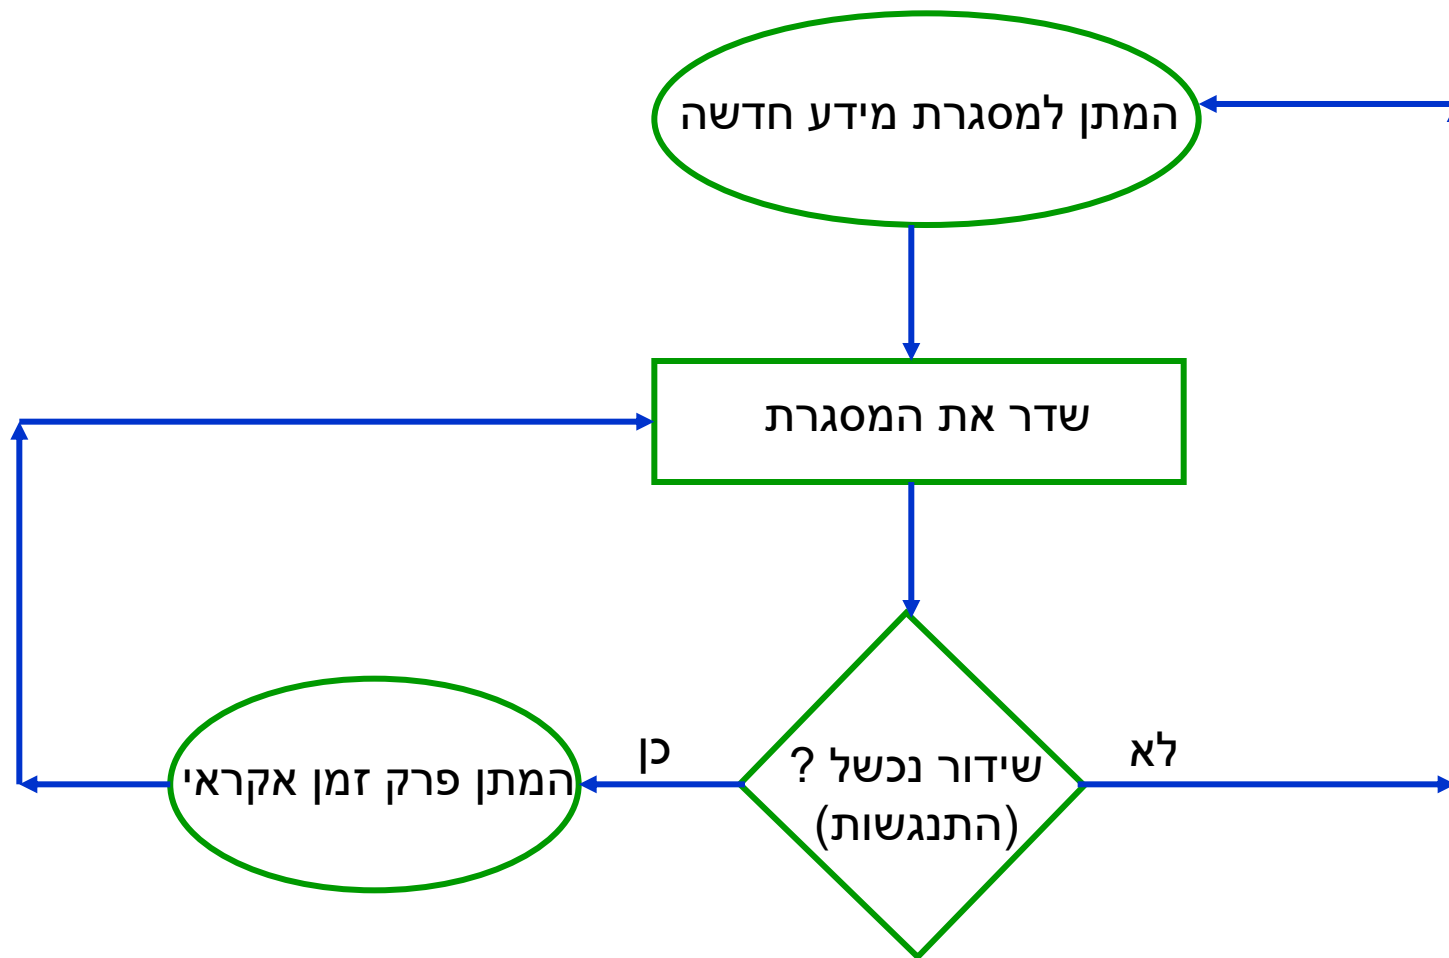 המתן למסגרת מידע חדשה
שדר את המסגרת
לא
שידור נכשל ?
(התנגשות)
כן
המתן פרק זמן אקראי